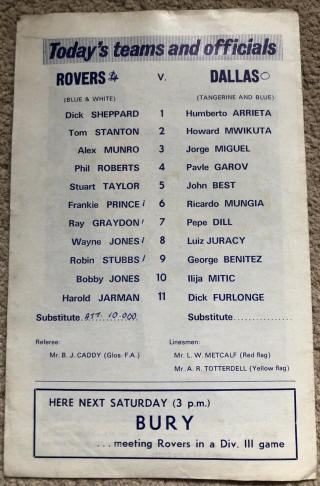 Today's teams and officials
ROVERS 4 V. DALLAS 0
(BLUE & WHITE) (TANGERINE AND BLUE)
Dick SHEPPARD 1 Humberto ARRIETA
Tom STANTON 2 Howard MWIKUTA
Alex MUNRO 3 Jorge MIGUEL
Phil ROBERTS 4 Pavle GAROV
Stuart TAYLOR 5 John BEST
Frankie PRINCE 1 6 Ricardo MUNGIA
Ray GRAYDON 1 7 Pepe DILL
Wayne JONES 1 8 Luiz JURACY
Robin STUBBS 1 9 George BENITEZ
Bobby JONES 10 Ilija MITIC
Harold JARMAN 11 Dick FURLONGE
Substitute ATT. 10.000 Substitute................
Referee: Linesmen:
Mr. B. J. CADDY (Glos. F.A.) Mr. L. W. METCALF (Red flag)
Mr. A. R. TOTTERDELL (Yellow flag)
HERE NEXT SATURDAY (3 p.m.)
BURY
. . . meeting Rovers in a Div. III game